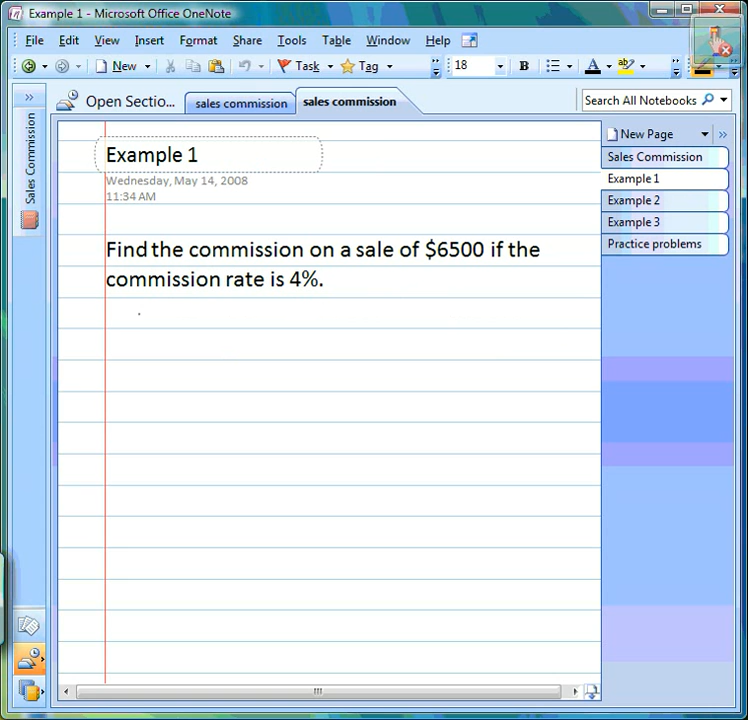 Example 1 - Microsoft Office OneNote
File Edit View Insert Format Share Tools Table Window Help
New Task Tag 18 B A ab
Open Sectio... sales commission sales commission Search All Notebooks
Sales Commission
New Page
Sales Commission
Example 1
Example 2
Example 3
Practice problems
Example 1
Wednesday, May 14, 2008
11:34 AM
Find the commission on a sale of $6500 if the
commission rate is 4%.